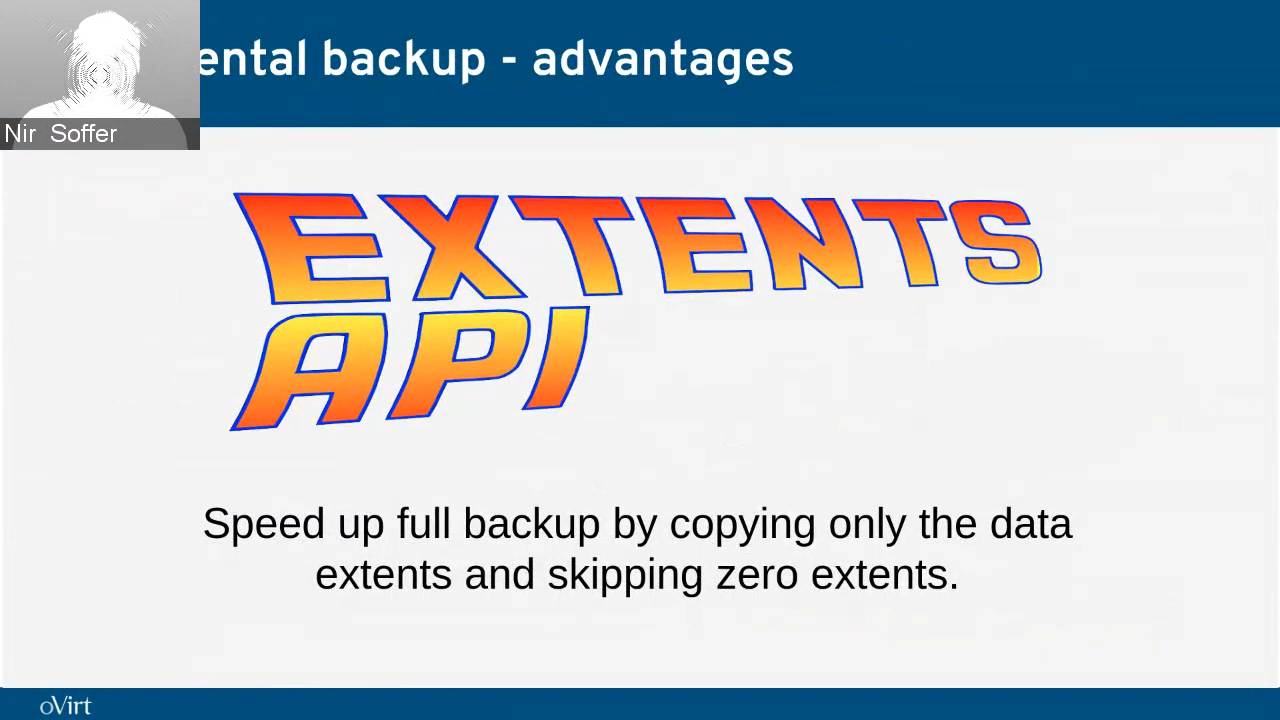 ental backup - advantages
Nir Soffer
EXTENTS
API
Speed up full backup by copying only the data
extents and skipping zero extents.
oVirt